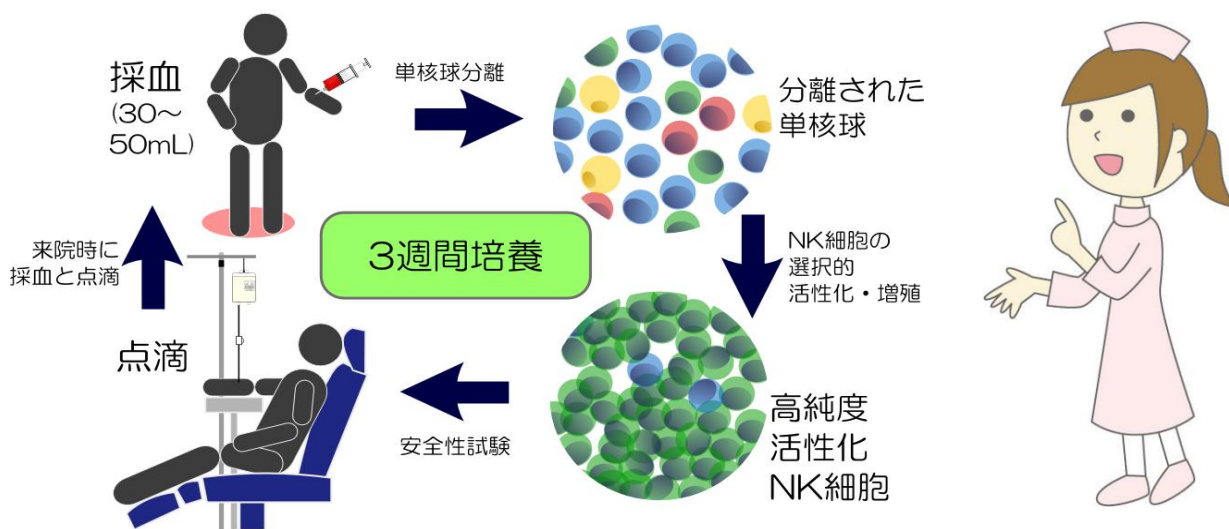 採血
(30～
50mL)
単核球分離
分離された
単核球
NK細胞の
選択的
活性化・増殖
高純度
活性化
NK細胞
安全性試験
点滴
来院時に
採血と点滴
3週間培養